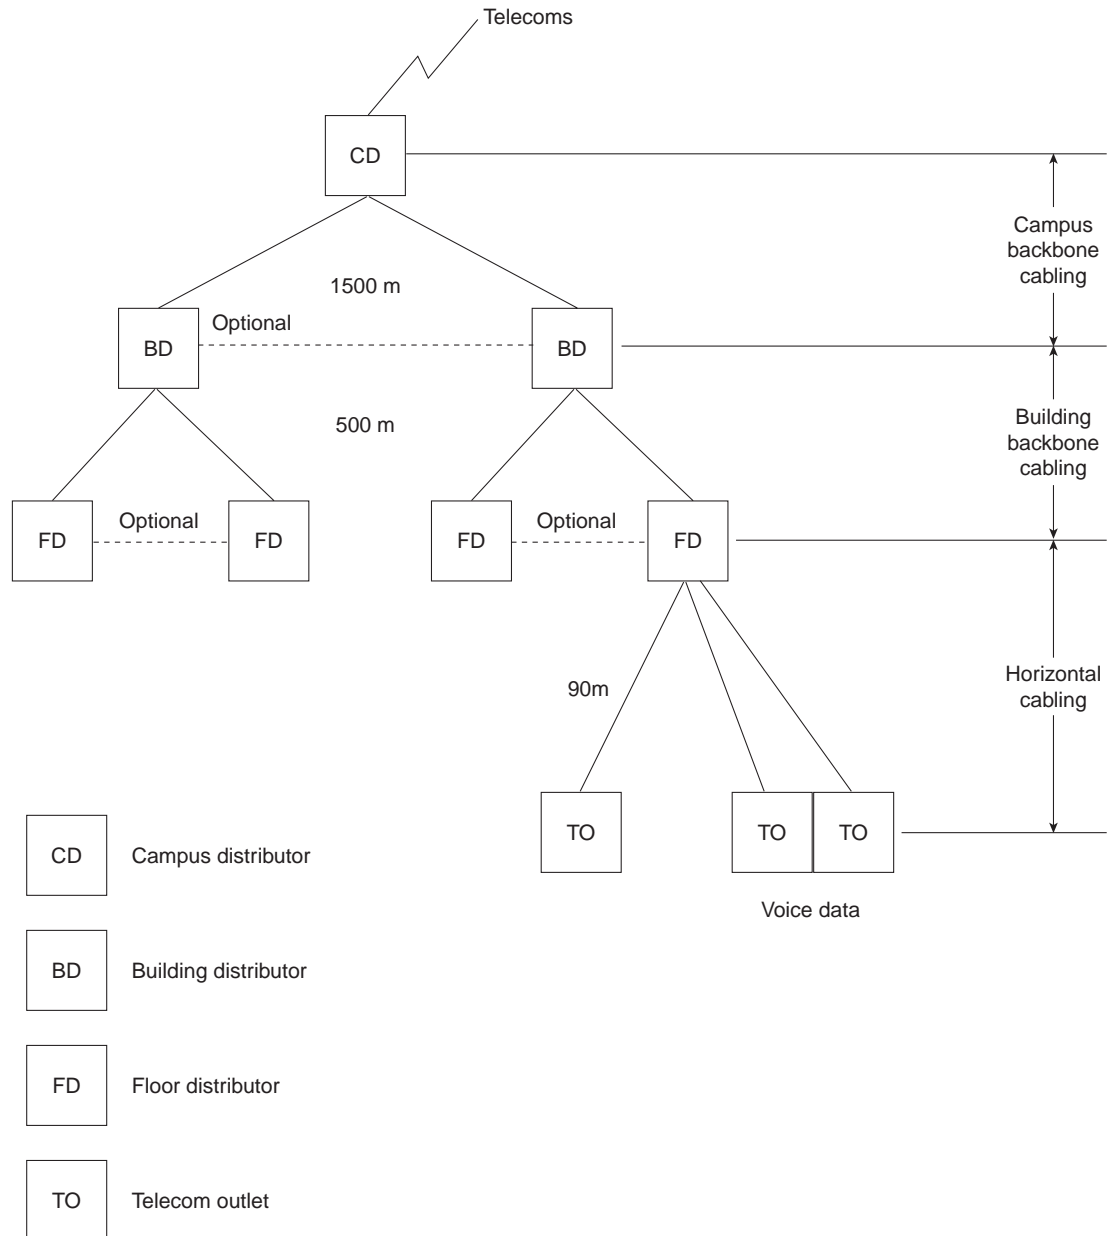 Telecoms
CD
Campus
backbone
cabling
1500 m
Optional
BD
BD
500 m
Building
backbone
cabling
Optional
Optional
FD
FD
FD
FD
90m
Horizontal
cabling
TO
TO
TO
Voice data
CD
Campus distributor
BD
Building distributor
FD
Floor distributor
TO
Telecom outlet